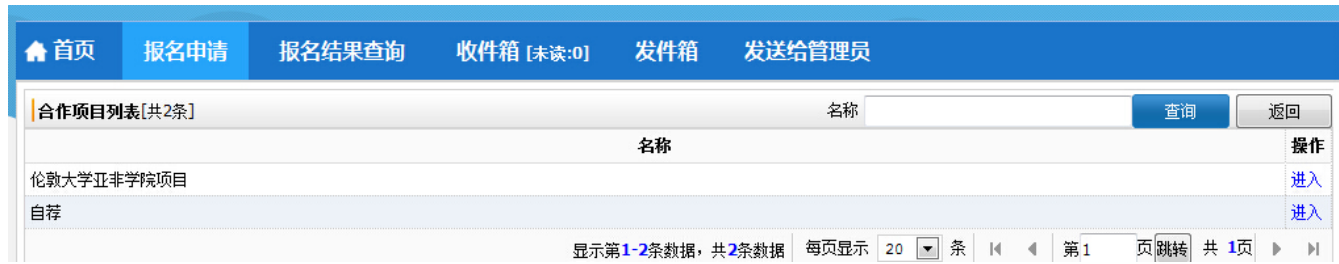 首页 报名申请 报名结果查询 收件箱 [未读:0] 发件箱 发送给管理员
合作项目列表[共2条] 名称 查询 返回
名称 操作
伦敦大学亚非学院项目 进入
自荐 进入
显示第1-2条数据，共2条数据 每页显示 20 条 第1 页 跳转 共 1页